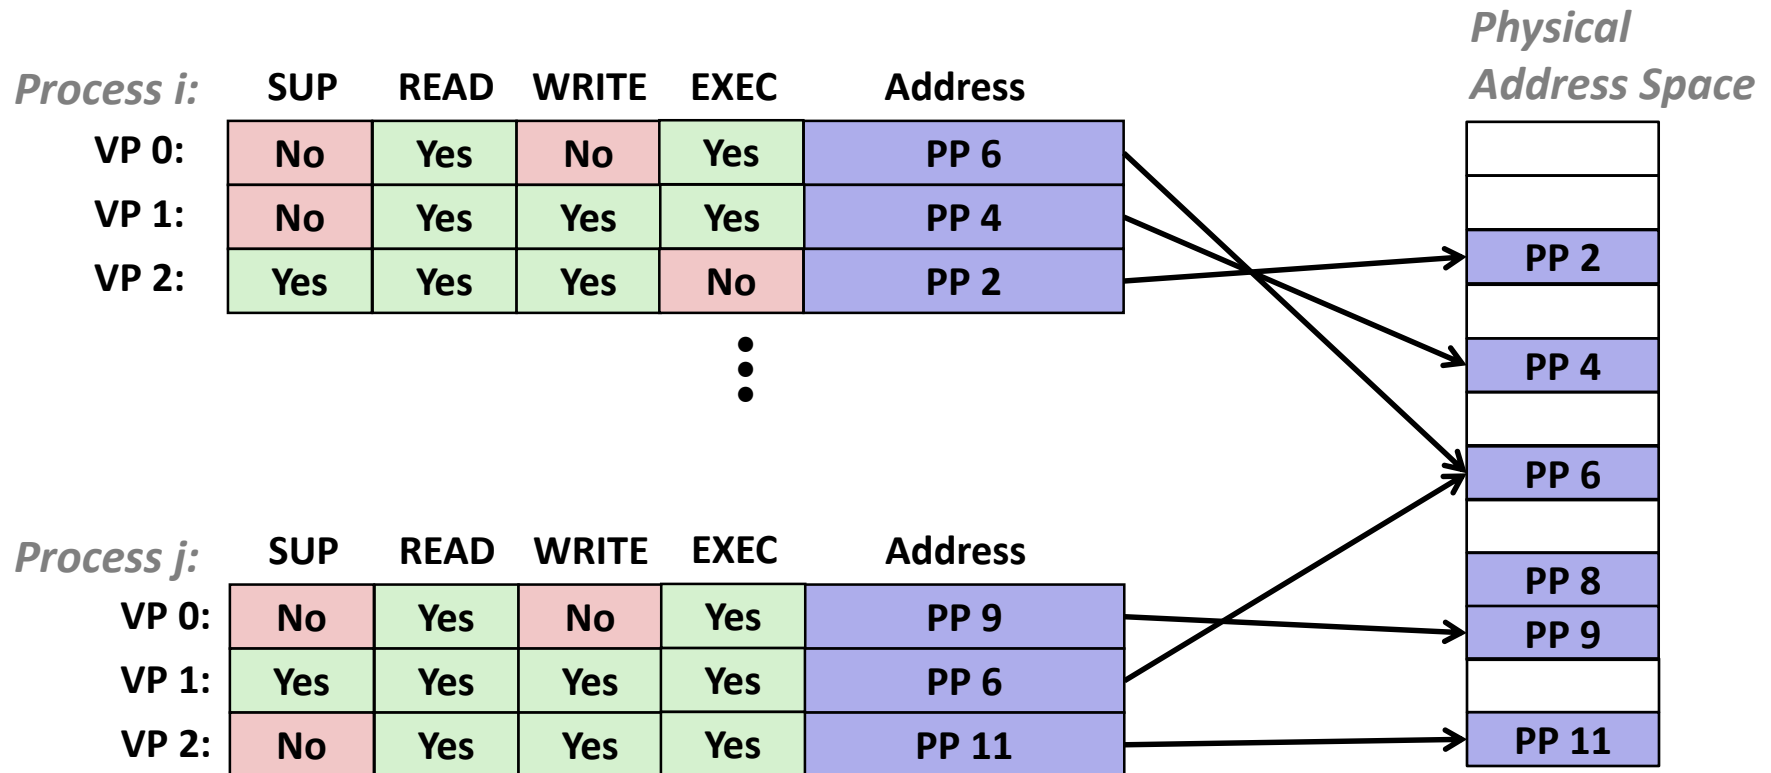 Physical
Address Space
Process i: SUP READ WRITE EXEC Address
VP 0: No Yes No Yes PP 6
VP 1: No Yes Yes Yes PP 4
VP 2: Yes Yes Yes No PP 2
Process j: SUP READ WRITE EXEC Address
VP 0: No Yes No Yes PP 9
VP 1: Yes Yes Yes Yes PP 6
VP 2: No Yes Yes Yes PP 11
PP 2
PP 4
PP 6
PP 8
PP 9
PP 11